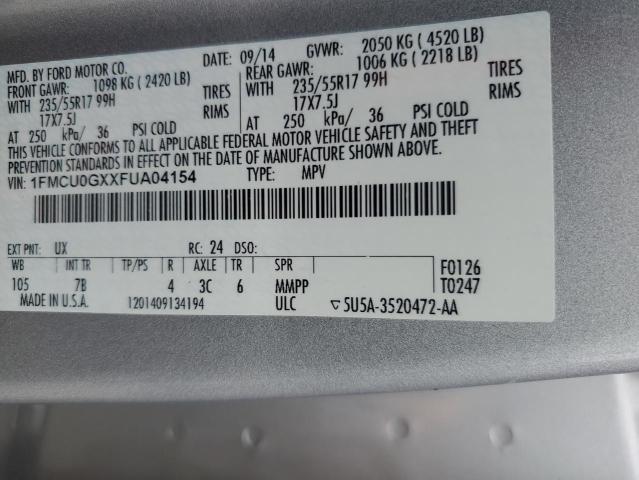 MFD. BY FORD MOTOR CO. DATE: 09/14 GVWR: 2050 KG ( 4520 LB)
FRONT GAWR: 1098 KG ( 2420 LB) REAR GAWR: 1006 KG ( 2218 LB)
WITH 235/55R17 99H TIRES WITH 235/55R17 99H TIRES
17X7.5J RIMS 17X7.5J RIMS
AT 250 kPa/ 36 PSI COLD AT 250 kPa/ 36 PSI COLD
THIS VEHICLE CONFORMS TO ALL APPLICABLE FEDERAL MOTOR VEHICLE SAFETY AND THEFT
PREVENTION STANDARDS IN EFFECT ON THE DATE OF MANUFACTURE SHOWN ABOVE.
VIN: 1FMCU0GXXFUA04154 TYPE: MPV
EXT PNT: UX RC: 24 DSO:
WB INT TR TP/PS R AXLE TR SPR F0126
105 7B 4 3C 6 MMPP T0247
MADE IN U.S.A. 1201409134194 ULC ▽5U5A-3520472-AA